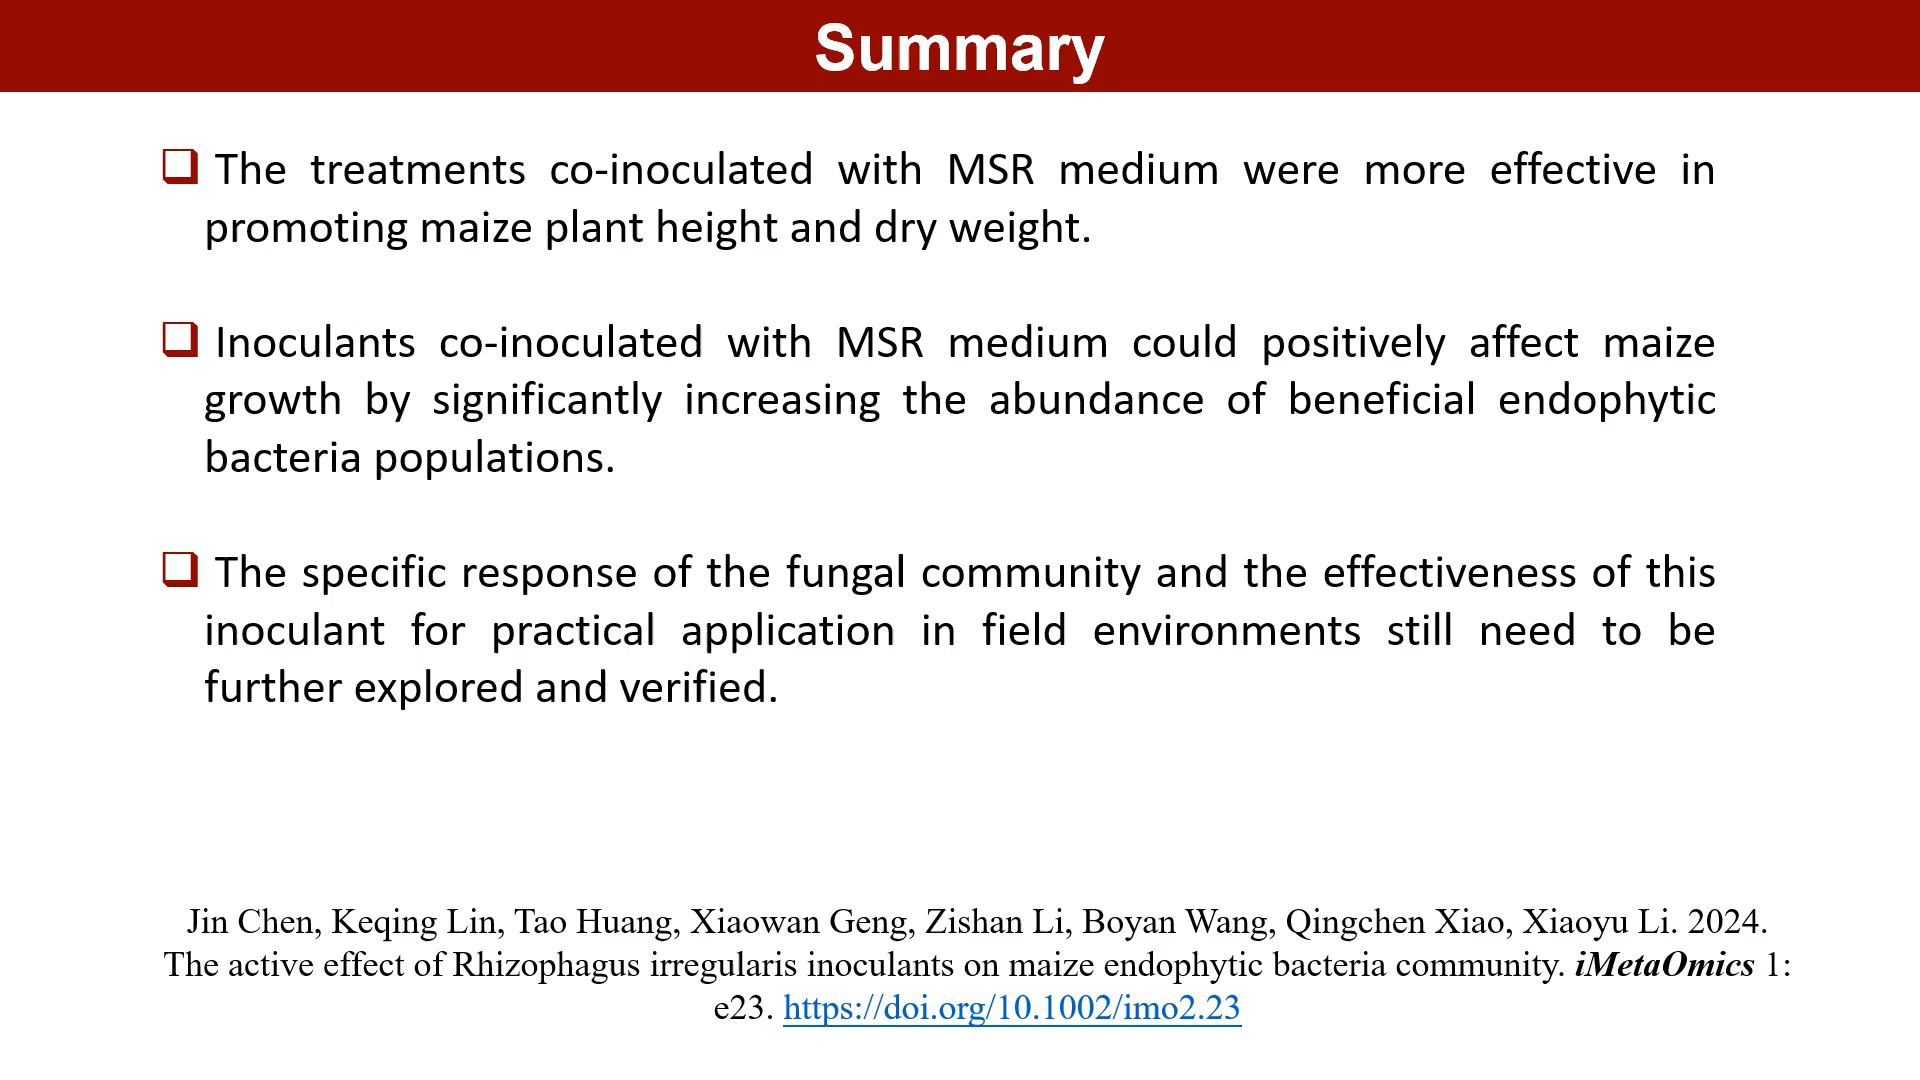 Summary
The treatments co-inoculated with MSR medium were more effective in
promoting maize plant height and dry weight.
Inoculants co-inoculated with MSR medium could positively affect maize
growth by significantly increasing the abundance of beneficial endophytic
bacteria populations.
The specific response of the fungal community and the effectiveness of this
inoculant for practical application in field environments still need to be
further explored and verified.
Jin Chen, Keqing Lin, Tao Huang, Xiaowan Geng, Zishan Li, Boyan Wang, Qingchen Xiao, Xiaoyu Li. 2024.
The active effect of Rhizophagus irregularis inoculants on maize endophytic bacteria community. iMetaOmics 1:
e23. https://doi.org/10.1002/imo2.23